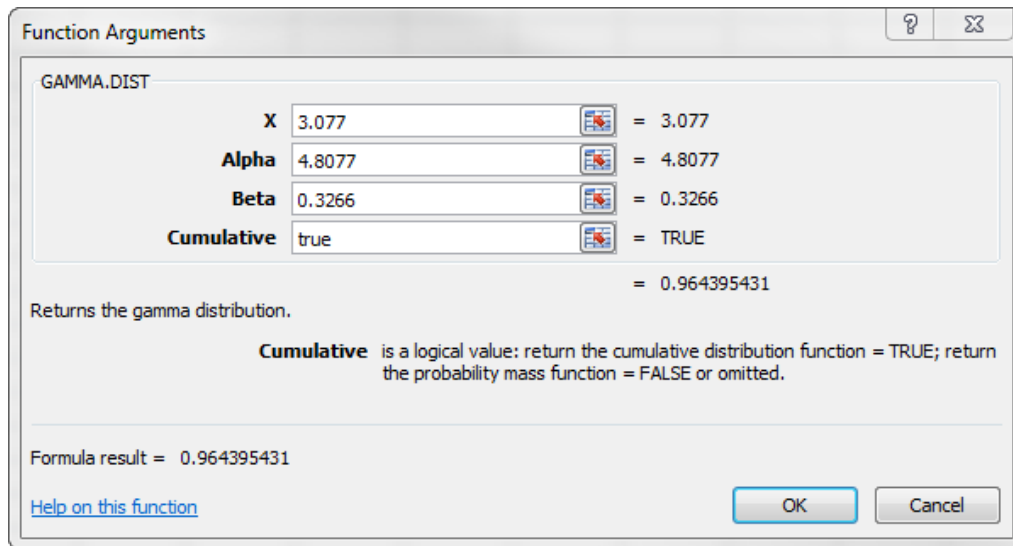 Function Arguments
GAMMA.DIST
X 3.077 = 3.077
Alpha 4.8077 = 4.8077
Beta 0.3266 = 0.3266
Cumulative true = TRUE
= 0.964395431
Returns the gamma distribution.
Cumulative is a logical value: return the cumulative distribution function = TRUE; return
the probability mass function = FALSE or omitted.
Formula result = 0.964395431
Help on this function OK Cancel